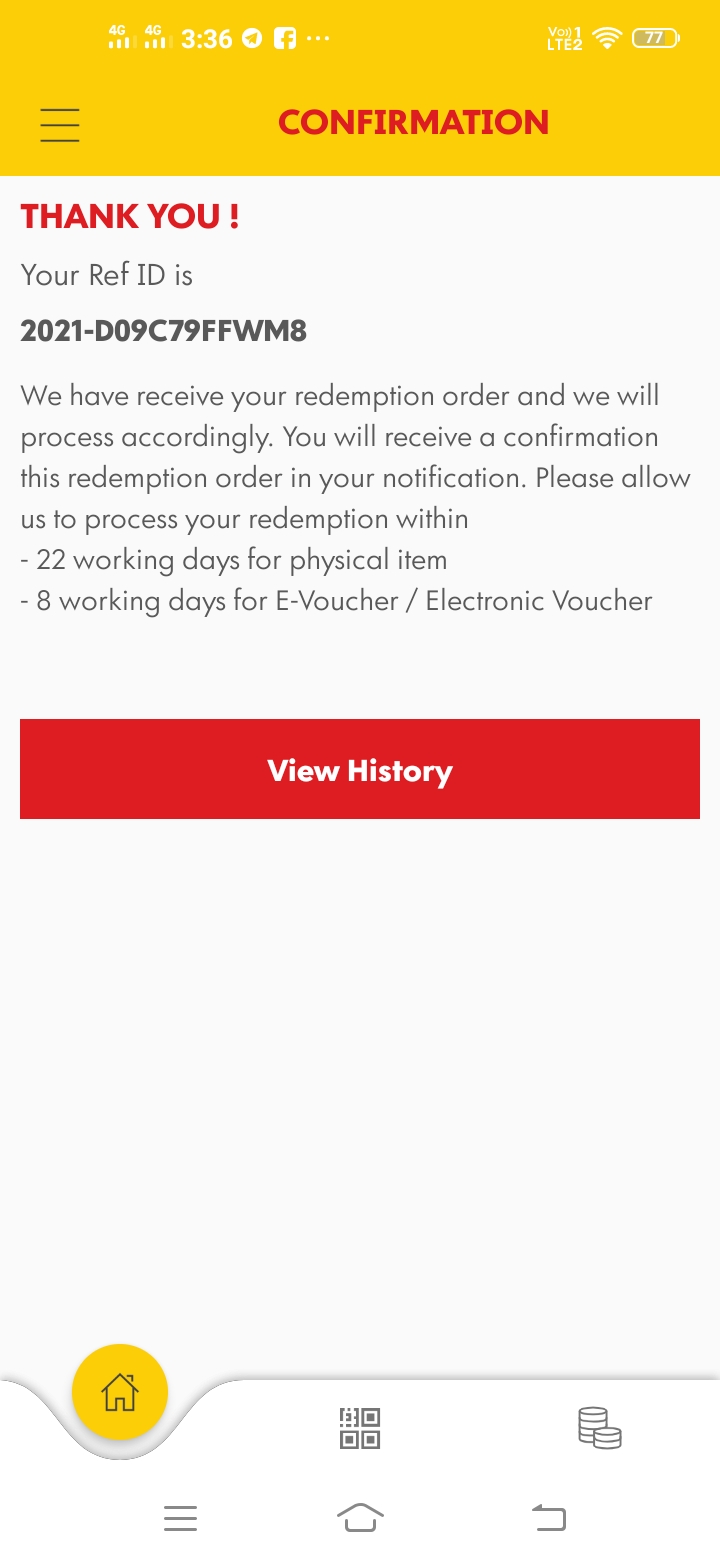 4G 4G 3:36 ... Vo)) 1 LTE2 77
CONFIRMATION
THANK YOU !
Your Ref ID is
2021-D09C79FFWM8
We have receive your redemption order and we will
process accordingly. You will receive a confirmation
this redemption order in your notification. Please allow
us to process your redemption within
- 22 working days for physical item
- 8 working days for E-Voucher / Electronic Voucher
View History